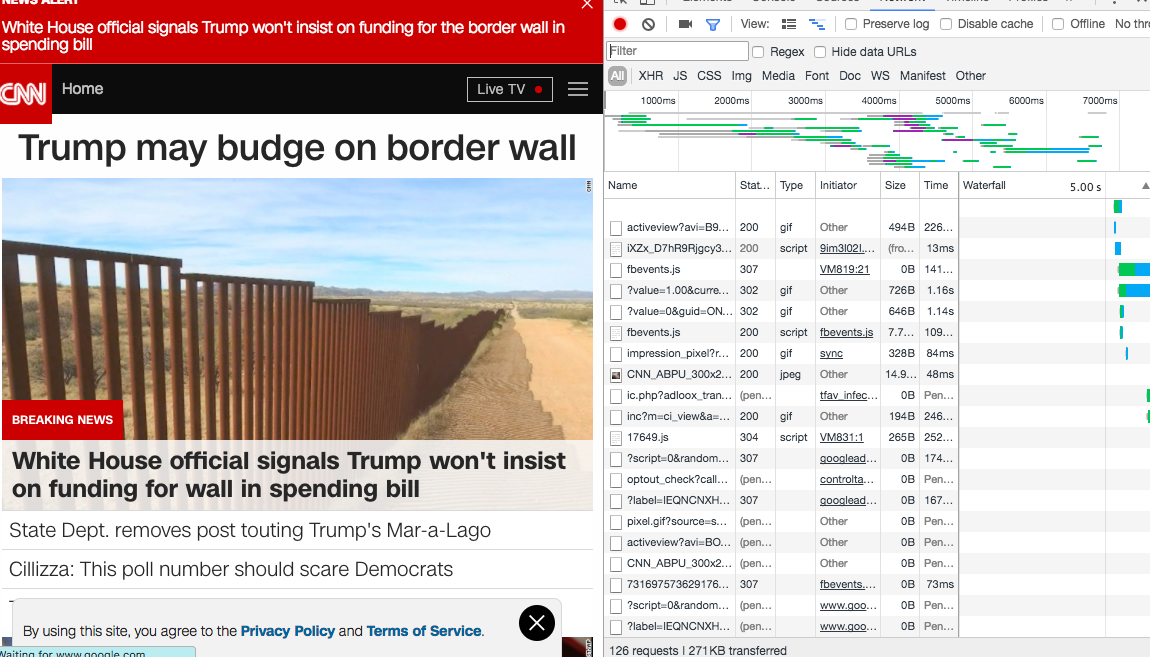 NEWS ALERT
White House official signals Trump won't insist on funding for the border wall in
spending bill
CNN
Home
Live TV
Trump may budge on border wall
CNN
BREAKING NEWS
White House official signals Trump won't insist
on funding for wall in spending bill
State Dept. removes post touting Trump's Mar-a-Lago
Cillizza: This poll number should scare Democrats
By using this site, you agree to the Privacy Policy and Terms of Service.
Waiting for www.google.com
Elements Console Sources Network Timeline Profiles
View: Preserve log Disable cache Offline No thro
Filter Regex Hide data URLs
All XHR JS CSS Img Media Font Doc WS Manifest Other
1000ms 2000ms 3000ms 4000ms 5000ms 6000ms 7000ms
Name Stat... Type Initiator Size Time Waterfall 5.00 s
activeview?avi=B9... 200 gif Other 494B 226...
iXZx_D7hR9Rjgcy3... 200 script 9im3l02I.... (fro... 13ms
fbevents.js 307 VM819:21 0B 141...
?value=1.00&curre... 302 gif Other 726B 1.16s
?value=0&guid=ON... 302 gif Other 646B 1.14s
fbevents.js 200 script fbevents.js 7.7... 109...
impression_pixel?r... 200 gif sync 328B 84ms
CNN_ABPU_300x2... 200 jpeg Other 14.9... 48ms
ic.php?adloox_tran... (pen... tfav_infec... 0B Pen...
inc?m=ci_view&a=... 200 gif Other 194B 246...
17649.js 304 script VM831:1 265B 252...
?script=0&random... 307 googlead... 0B 174...
optout_check?call... (pen... controlta... 0B Pen...
?label=IEQNCNXH... 307 googlead... 0B 167...
pixel.gif?source=s... (pen... Other 0B Pen...
activeview?avi=BO... (pen... Other 0B Pen...
CNN_ABPU_300x2... (pen... Other 0B Pen...
731697573629176... 307 fbevents.... 0B 73ms
?script=0&random... (pen... www.goo... 0B Pen...
?label=IEQNCNXH... (pen... www.goo... 0B Pen...
126 requests | 271KB transferred